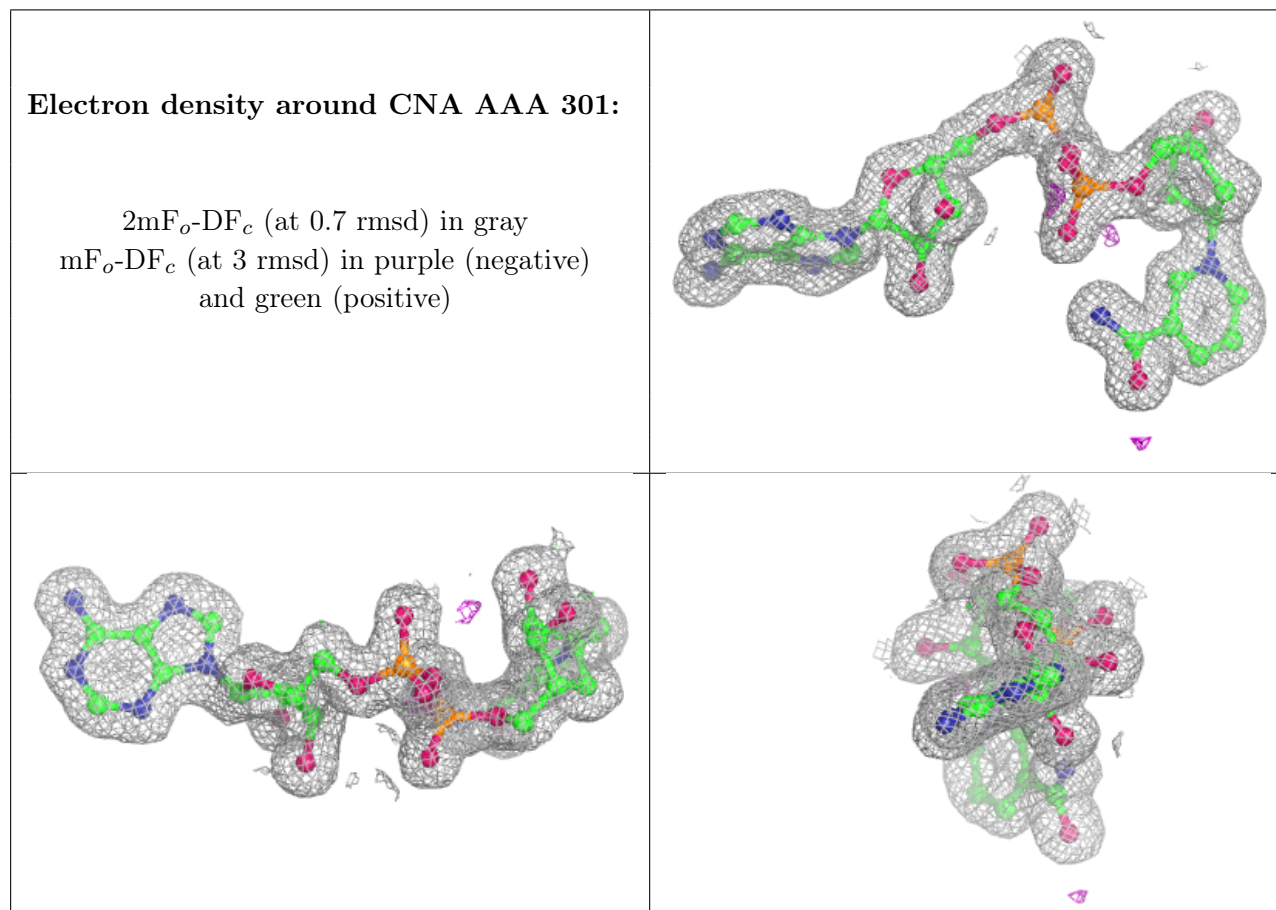 Electron density around CNA AAA 301:
2mFₒ-DF𝒸 (at 0.7 rmsd) in gray
mFₒ-DF𝒸 (at 3 rmsd) in purple (negative)
and green (positive)